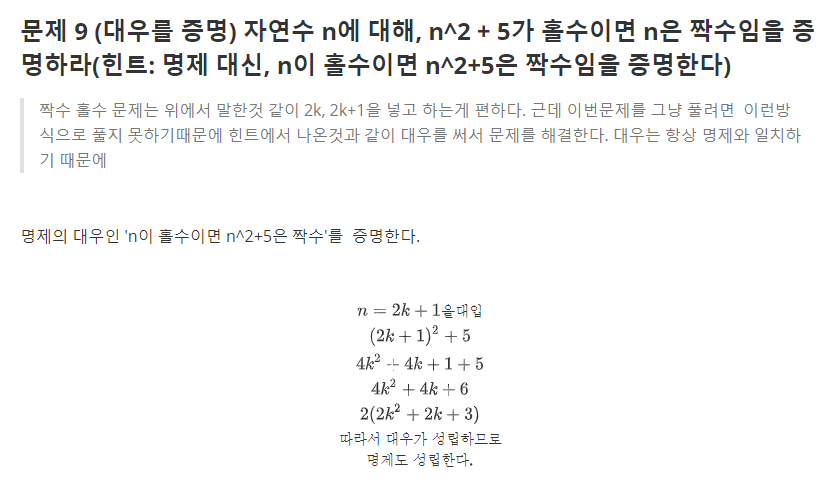 문제 9 (대우를 증명) 자연수 n에 대해, n^2 + 5가 홀수이면 n은 짝수임을 증
명하라(힌트: 명제 대신, n이 홀수이면 n^2+5은 짝수임을 증명한다)
짝수 홀수 문제는 위에서 말한것 같이 2k, 2k+1을 넣고 하는게 편하다. 근데 이번문제를 그냥 풀려면 이런방
식으로 풀지 못하기때문에 힌트에서 나온것과 같이 대우를 써서 문제를 해결한다. 대우는 항상 명제와 일치하
기 때문에
명제의 대우인 'n이 홀수이면 n^2+5은 짝수'를 증명한다.
n = 2k + 1을대입
(2k + 1)² + 5
4k² + 4k + 1 + 5
4k² + 4k + 6
2(2k² + 2k + 3)
따라서 대우가 성립하므로
명제도 성립한다.